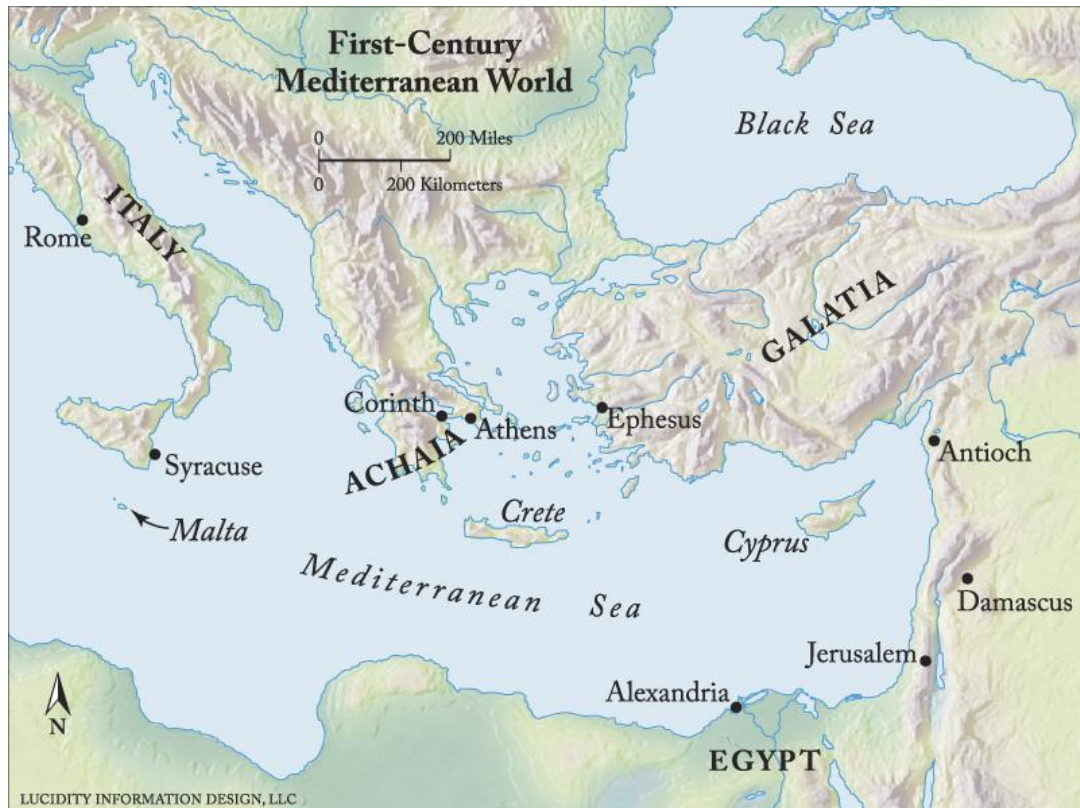 First-Century
Mediterranean World
0 200 Miles
0 200 Kilometers
Black Sea
ITALY
Rome
GALATIA
Corinth
Athens
Ephesus
ACHAIA
Antioch
Syracuse
Crete
Malta
Cyprus
Mediterranean Sea
Damascus
Jerusalem
Alexandria
N
EGYPT
LUCIDITY INFORMATION DESIGN, LLC